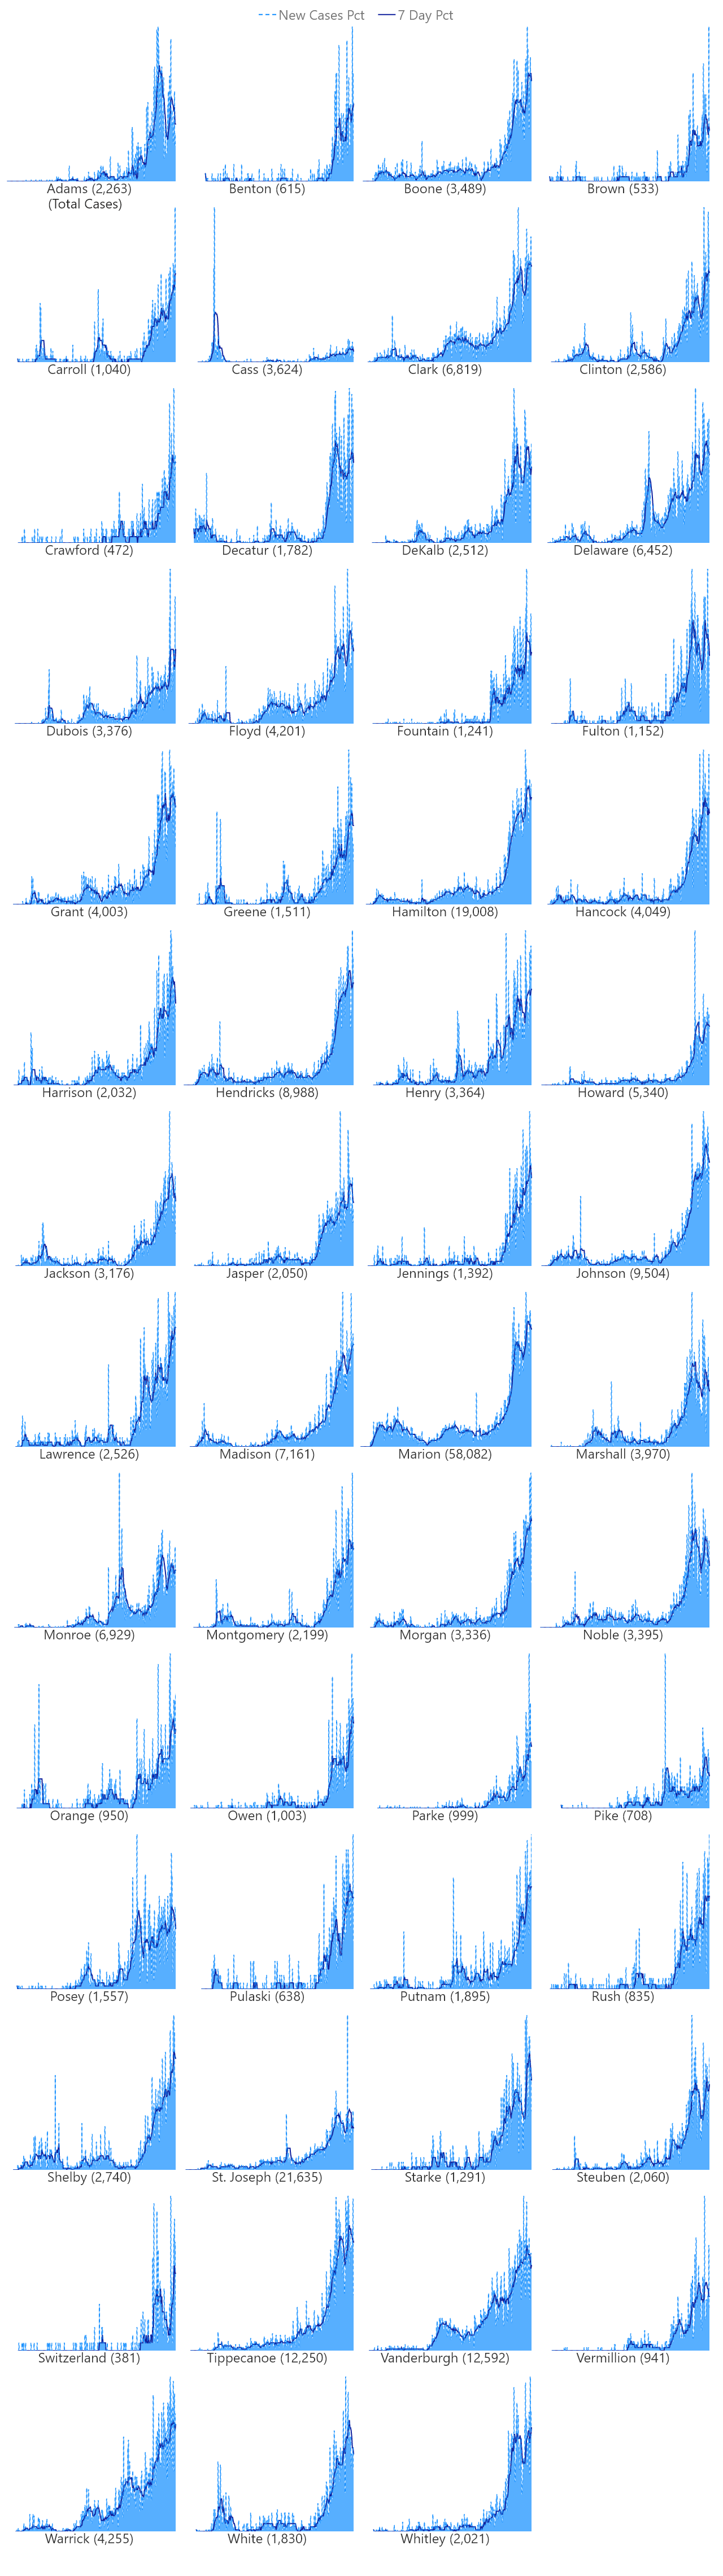 New Cases Pct 7 Day Pct
Adams (2,263) Benton (615) Boone (3,489) Brown (533)
(Total Cases)
Carroll (1,040) Cass (3,624) Clark (6,819) Clinton (2,586)
Crawford (472) Decatur (1,782) DeKalb (2,512) Delaware (6,452)
Dubois (3,376) Floyd (4,201) Fountain (1,241) Fulton (1,152)
Grant (4,003) Greene (1,511) Hamilton (19,008) Hancock (4,049)
Harrison (2,032) Hendricks (8,988) Henry (3,364) Howard (5,340)
Jackson (3,176) Jasper (2,050) Jennings (1,392) Johnson (9,504)
Lawrence (2,526) Madison (7,161) Marion (58,082) Marshall (3,970)
Monroe (6,929) Montgomery (2,199) Morgan (3,336) Noble (3,395)
Orange (950) Owen (1,003) Parke (999) Pike (708)
Posey (1,557) Pulaski (638) Putnam (1,895) Rush (835)
Shelby (2,740) St. Joseph (21,635) Starke (1,291) Steuben (2,060)
Switzerland (381) Tippecanoe (12,250) Vanderburgh (12,592) Vermillion (941)
Warrick (4,255) White (1,830) Whitley (2,021)